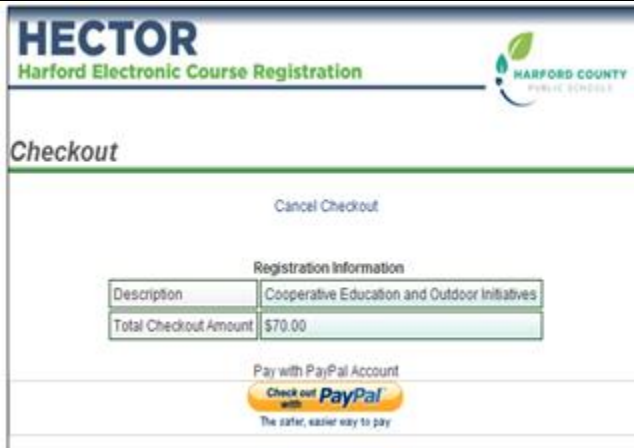 HECTOR
Harford Electronic Course Registration
HARFORD COUNTY
PUBLIC SCHOOLS
Checkout
Cancel Checkout
Registration Information
Description Cooperative Education and Outdoor Initiatives
Total Checkout Amount $70.00
Pay with PayPal Account
Check out with PayPal
The safer, easier way to pay